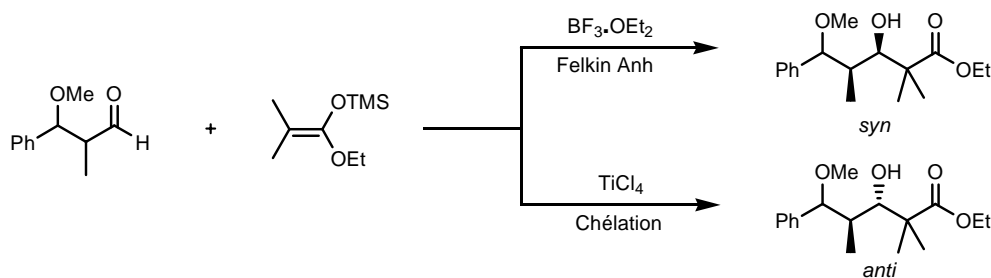 OMe O
Ph H
+
OTMS
OEt
BF₃.OEt₂
Felkin Anh
OMe OH O
Ph OEt
syn
TiCl₄
Chélation
OMe OH O
Ph OEt
anti